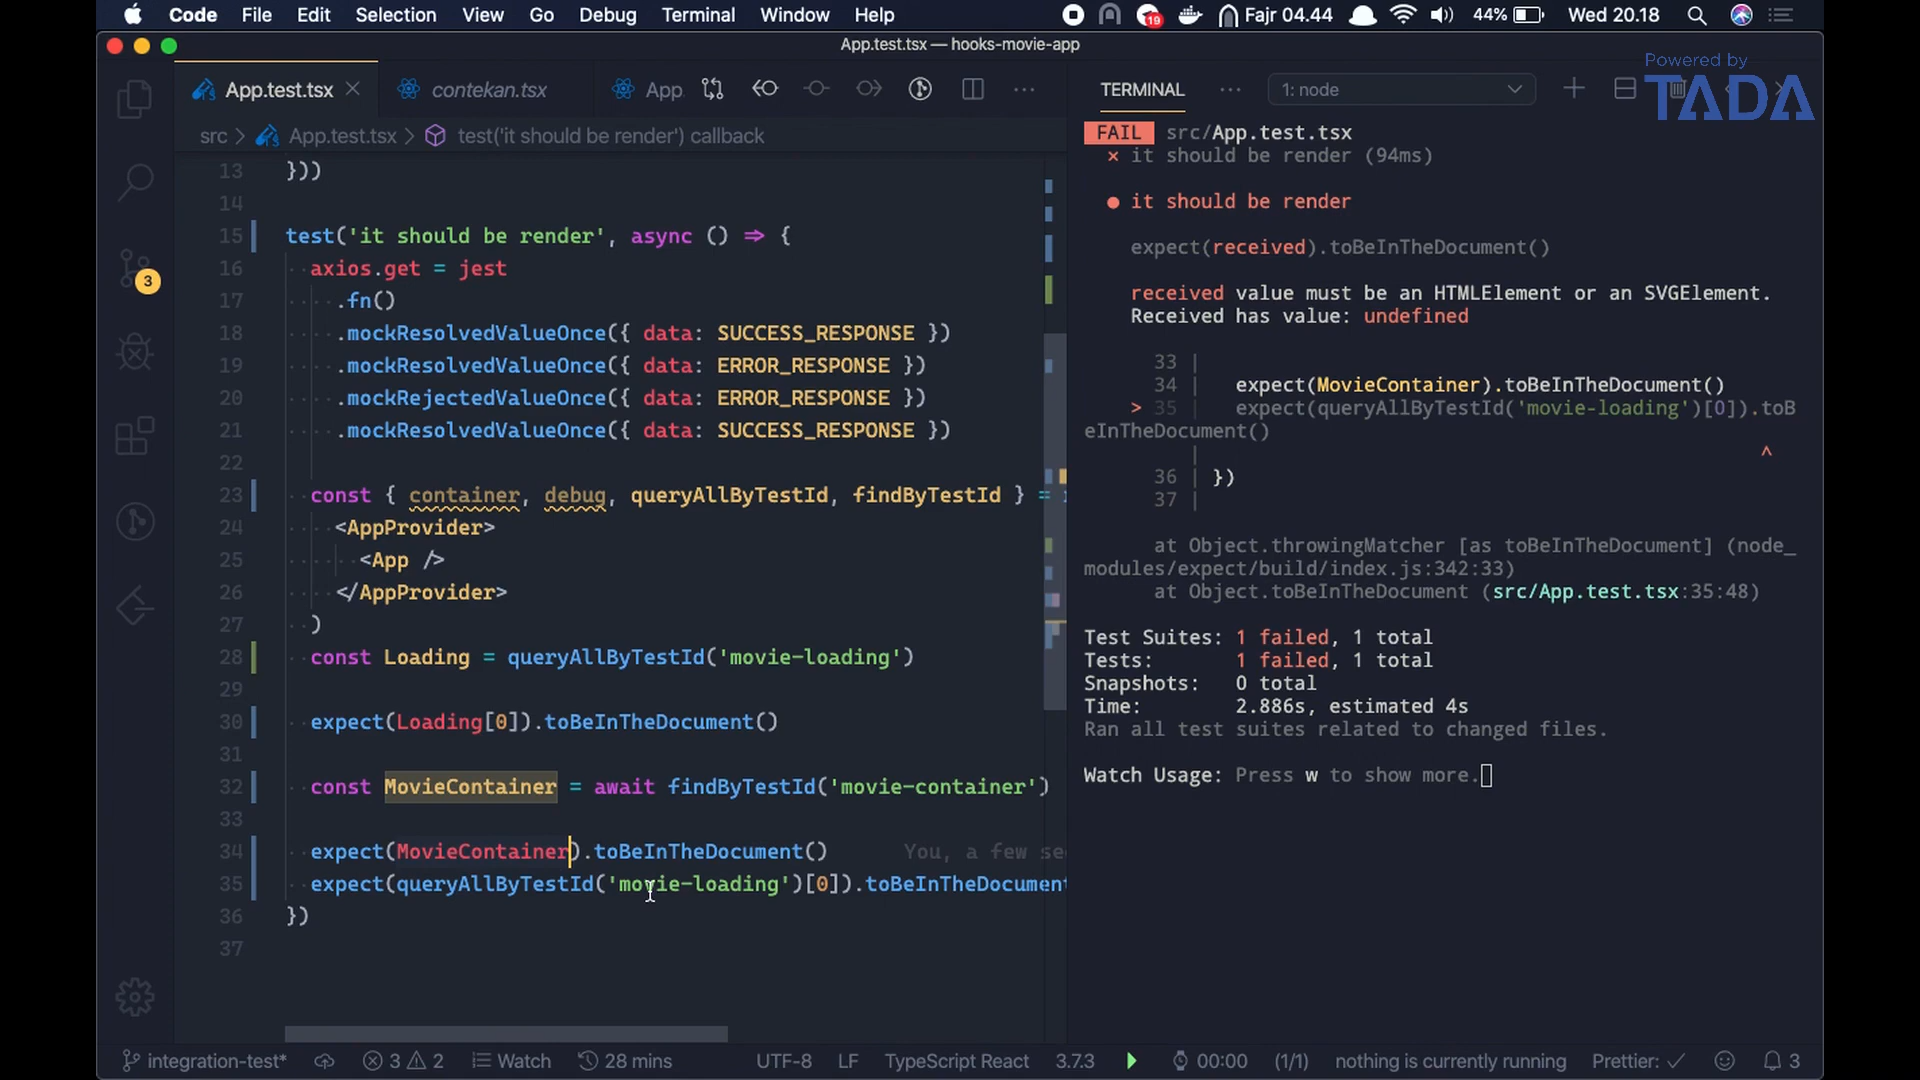 Code File Edit Selection View Go Debug Terminal Window Help 19 Fajr 04.44 44% Wed 20.18
App.test.tsx — hooks-movie-app
Powered by
TADA
App.test.tsx contekan.tsx App
TERMINAL ... 1: node
src > App.test.tsx > test('it should be render') callback
13 }))
14
15 test('it should be render', async () => {
16 axios.get = jest
17 .fn()
18 .mockResolvedValueOnce({ data: SUCCESS_RESPONSE })
19 .mockResolvedValueOnce({ data: ERROR_RESPONSE })
20 .mockRejectedValueOnce({ data: ERROR_RESPONSE })
21 .mockResolvedValueOnce({ data: SUCCESS_RESPONSE })
22
23 const { container, debug, queryAllByTestId, findByTestId } =
24 <AppProvider>
25 <App />
26 </AppProvider>
27 )
28 const Loading = queryAllByTestId('movie-loading')
29
30 expect(Loading[0]).toBeInTheDocument()
31
32 const MovieContainer = await findByTestId('movie-container')
33
34 expect(MovieContainer).toBeInTheDocument() You, a few se
35 expect(queryAllByTestId('movie-loading')[0]).toBeInTheDocument
36 })
37
3
FAIL src/App.test.tsx
× it should be render (94ms)
● it should be render
expect(received).toBeInTheDocument()
received value must be an HTMLElement or an SVGElement.
Received has value: undefined
33 |
34 | expect(MovieContainer).toBeInTheDocument()
> 35 | expect(queryAllByTestId('movie-loading')[0]).toB
eInTheDocument()
| ^
36 | })
37 |
at Object.throwingMatcher [as toBeInTheDocument] (node_
modules/expect/build/index.js:342:33)
at Object.toBeInTheDocument (src/App.test.tsx:35:48)
Test Suites: 1 failed, 1 total
Tests: 1 failed, 1 total
Snapshots: 0 total
Time: 2.886s, estimated 4s
Ran all test suites related to changed files.
Watch Usage: Press w to show more.
integration-test* 3 2 Watch 28 mins UTF-8 LF TypeScript React 3.7.3 00:00 (1/1) nothing is currently running Prettier: ✓ 3